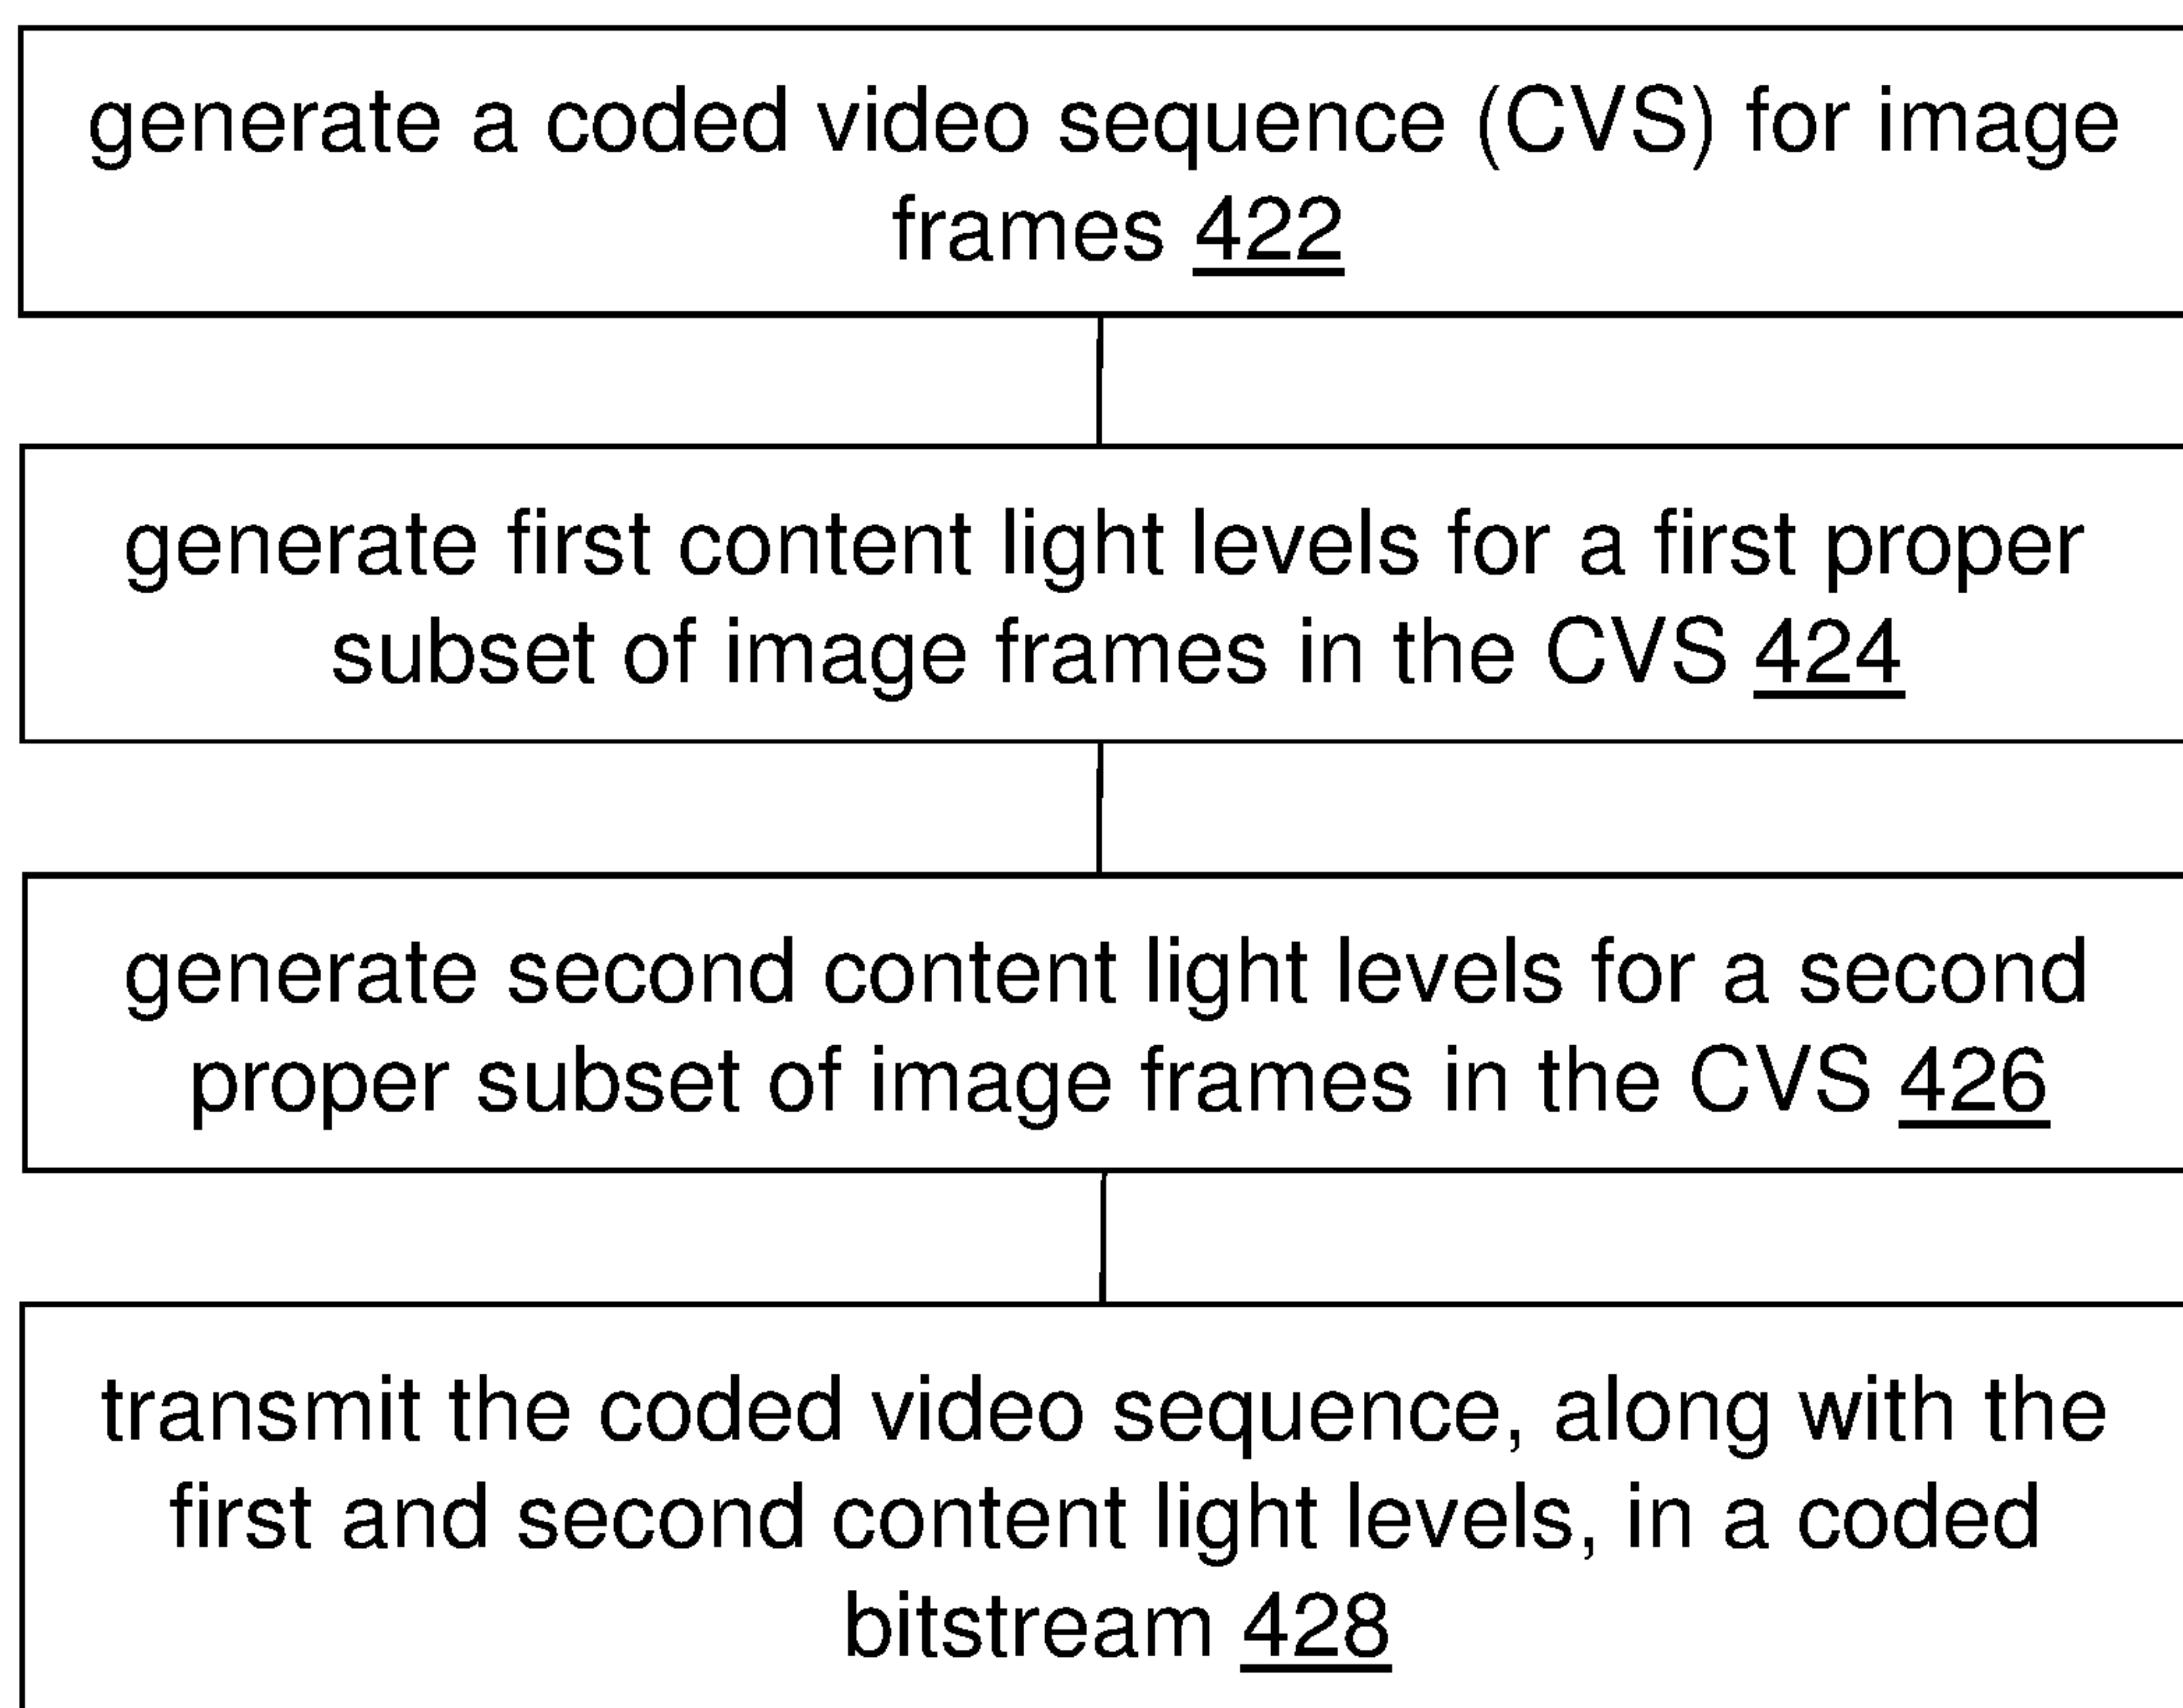 generate a coded video sequence (CVS) for image
frames 422
generate first content light levels for a first proper
subset of image frames in the CVS 424
generate second content light levels for a second
proper subset of image frames in the CVS 426
transmit the coded video sequence, along with the
first and second content light levels, in a coded
bitstream 428